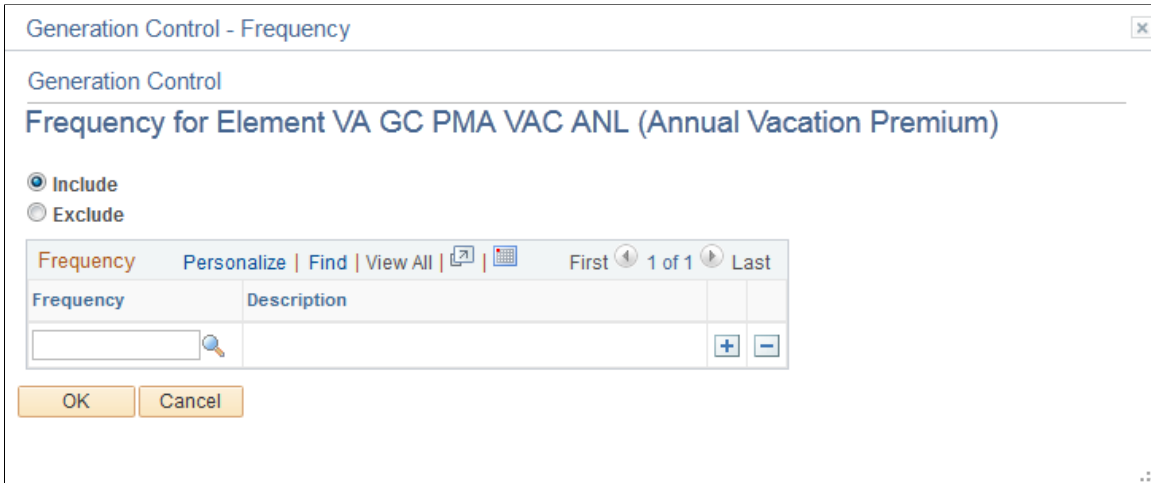 Generation Control - Frequency
Generation Control
Frequency for Element VA GC PMA VAC ANL (Annual Vacation Premium)
Include
Exclude
Frequency Personalize | Find | View All | | First 1 of 1 Last
Frequency Description
OK Cancel